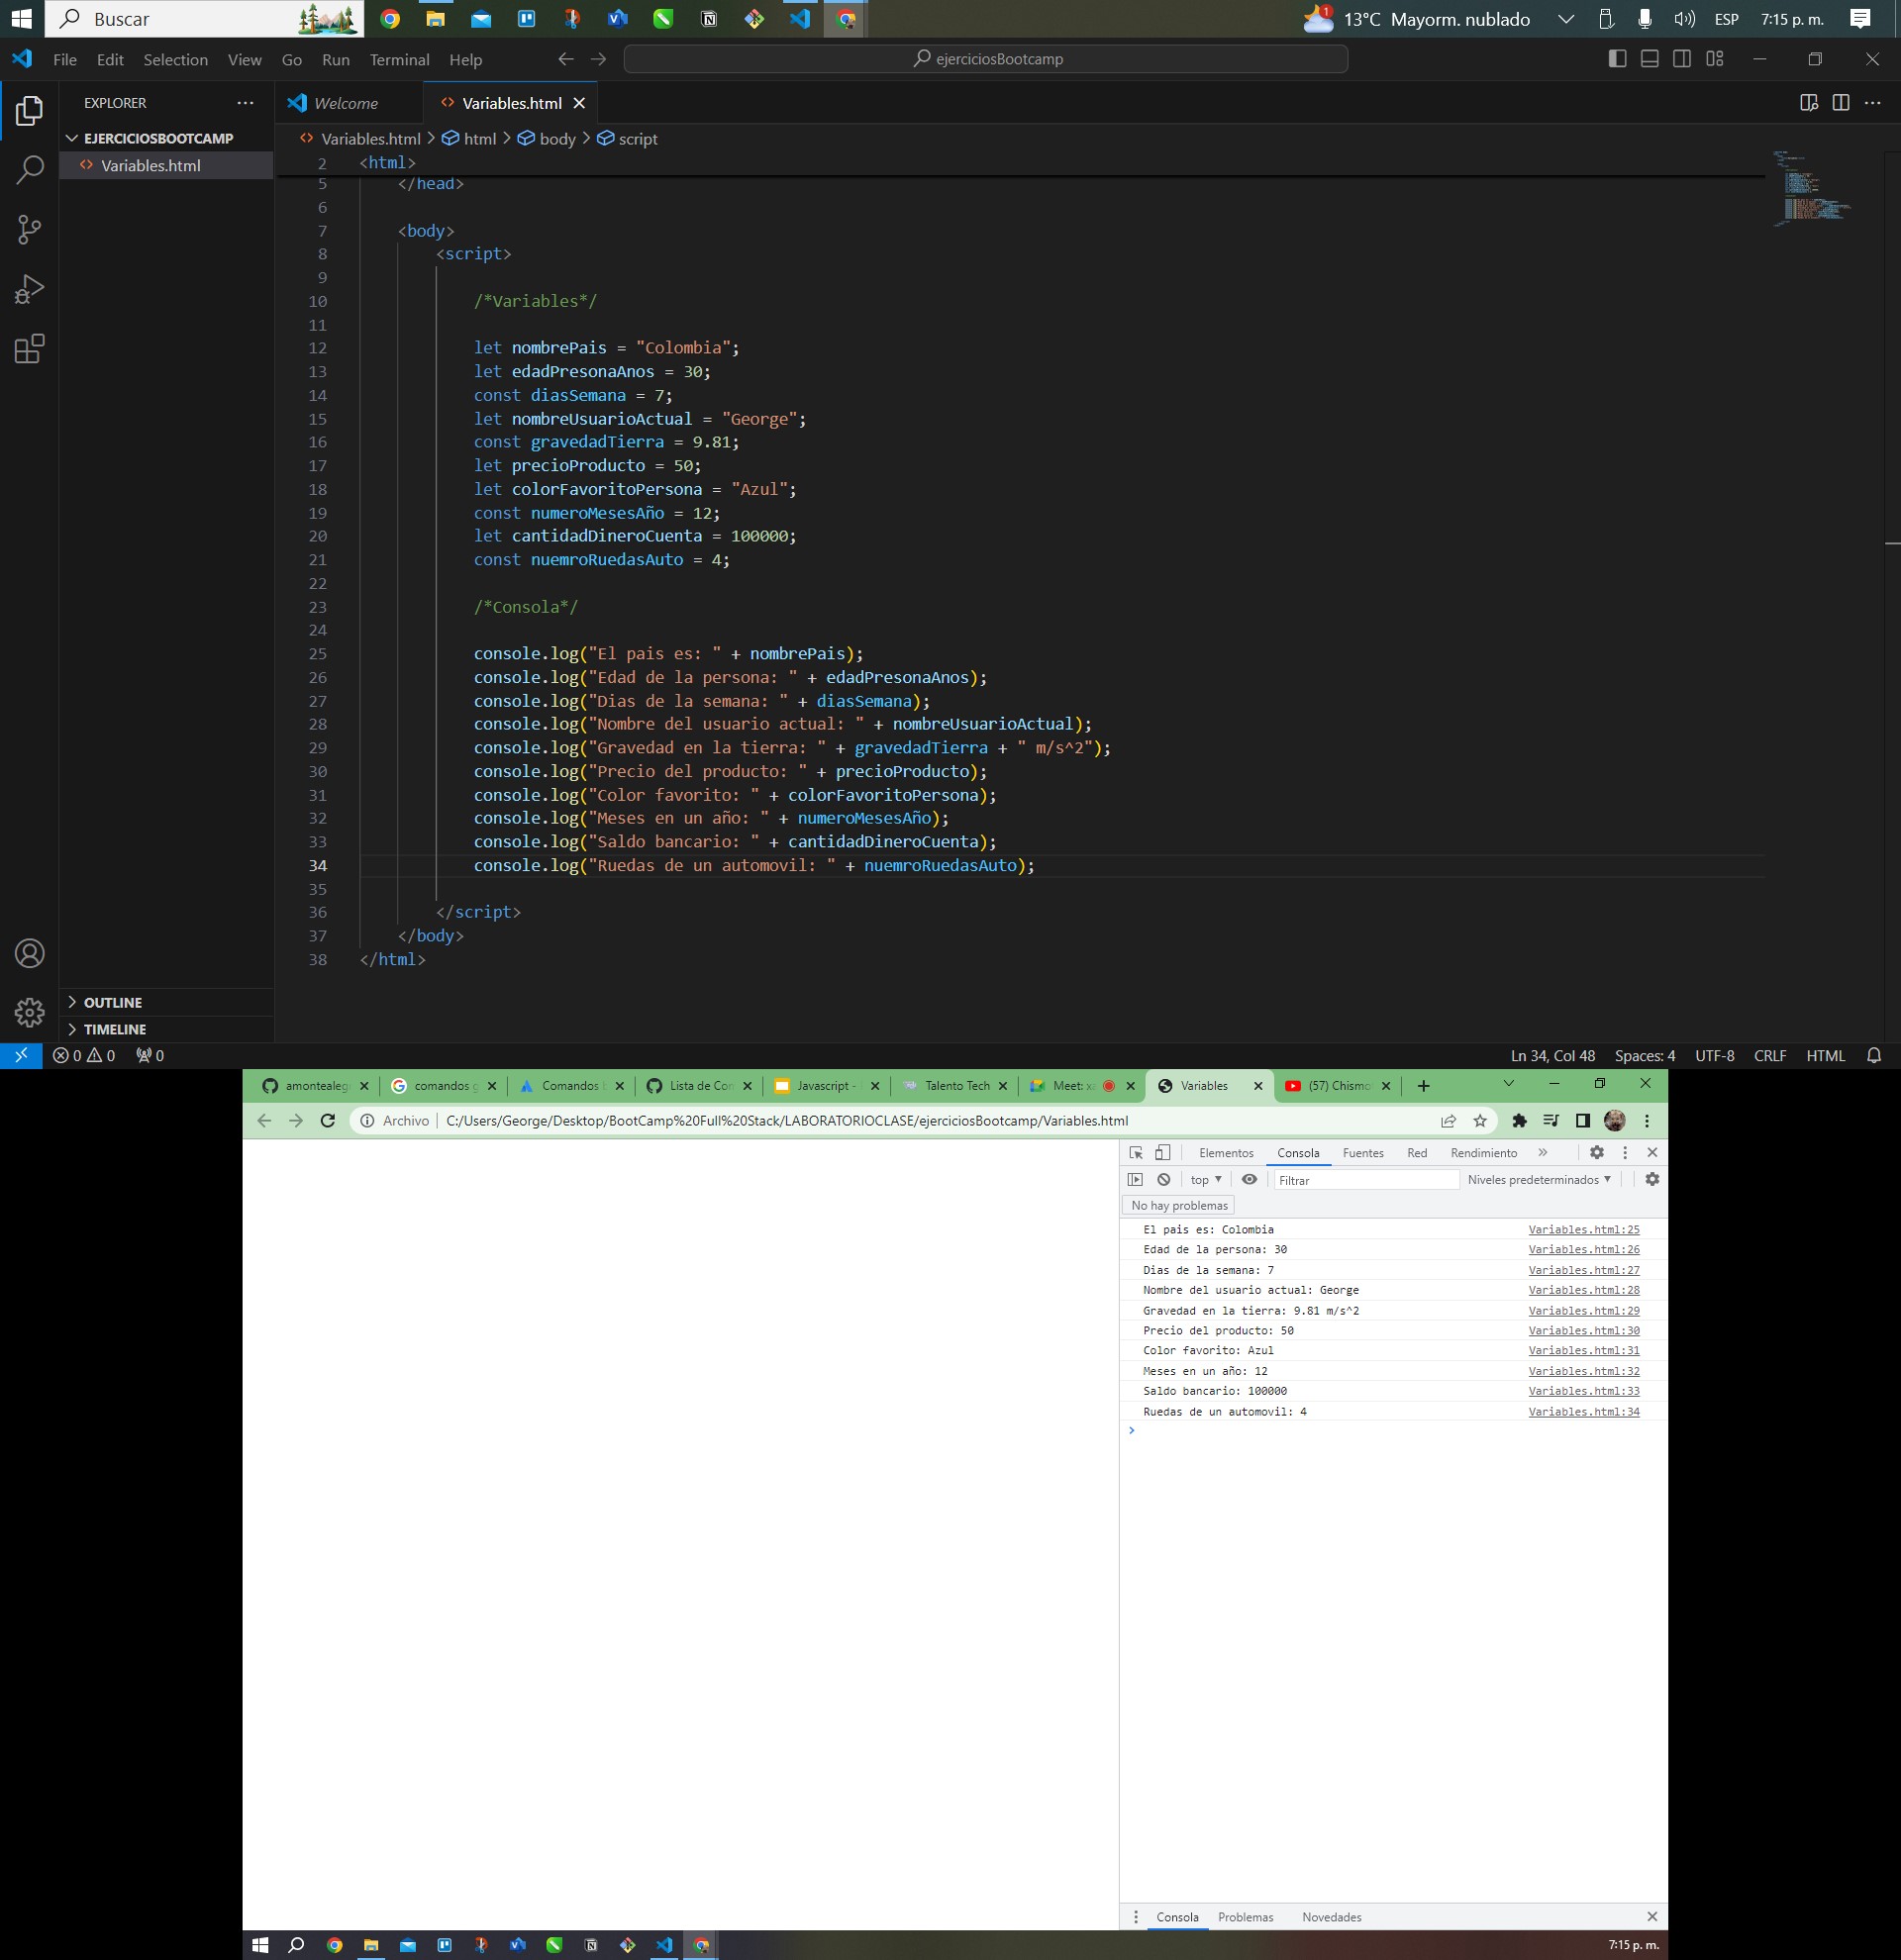 Buscar
13°C Mayorm. nublado
1
ESP
7:15 p. m.
File Edit Selection View Go Run Terminal Help
ejerciciosBootcamp
EXPLORER
Welcome
Variables.html
EJERCICIOSBOOTCAMP
Variables.html > html > body > script
Variables.html
2 <html>
5 </head>
6
7 <body>
8 <script>
9
10 /*Variables*/
11
12 let nombrePais = "Colombia";
13 let edadPresonaAnos = 30;
14 const diasSemana = 7;
15 let nombreUsuarioActual = "George";
16 const gravedadTierra = 9.81;
17 let precioProducto = 50;
18 let colorFavoritoPersona = "Azul";
19 const numeroMesesAño = 12;
20 let cantidadDineroCuenta = 100000;
21 const nuemroRuedasAuto = 4;
22
23 /*Consola*/
24
25 console.log("El pais es: " + nombrePais);
26 console.log("Edad de la persona: " + edadPresonaAnos);
27 console.log("Dias de la semana: " + diasSemana);
28 console.log("Nombre del usuario actual: " + nombreUsuarioActual);
29 console.log("Gravedad en la tierra: " + gravedadTierra + " m/s^2");
30 console.log("Precio del producto: " + precioProducto);
31 console.log("Color favorito: " + colorFavoritoPersona);
32 console.log("Meses en un año: " + numeroMesesAño);
33 console.log("Saldo bancario: " + cantidadDineroCuenta);
34 console.log("Ruedas de un automovil: " + nuemroRuedasAuto);
35
36 </script>
37 </body>
38 </html>
OUTLINE
TIMELINE
0 0 0
Ln 34, Col 48 Spaces: 4 UTF-8 CRLF HTML
amonteale comandos g Comandos Lista de Con Javascript - Talento Tech Meet: Variables (57) Chismo
Archivo | C:/Users/George/Desktop/BootCamp%20Full%20Stack/LABORATORIOCLASE/ejerciciosBootcamp/Variables.html
Elementos Consola Fuentes Red Rendimiento »
top ▼ Filtrar Niveles predeterminados ▼
No hay problemas
El pais es: Colombia Variables.html:25
Edad de la persona: 30 Variables.html:26
Dias de la semana: 7 Variables.html:27
Nombre del usuario actual: George Variables.html:28
Gravedad en la tierra: 9.81 m/s^2 Variables.html:29
Precio del producto: 50 Variables.html:30
Color favorito: Azul Variables.html:31
Meses en un año: 12 Variables.html:32
Saldo bancario: 100000 Variables.html:33
Ruedas de un automovil: 4 Variables.html:34
>
Consola Problemas Novedades
7:15 p. m.